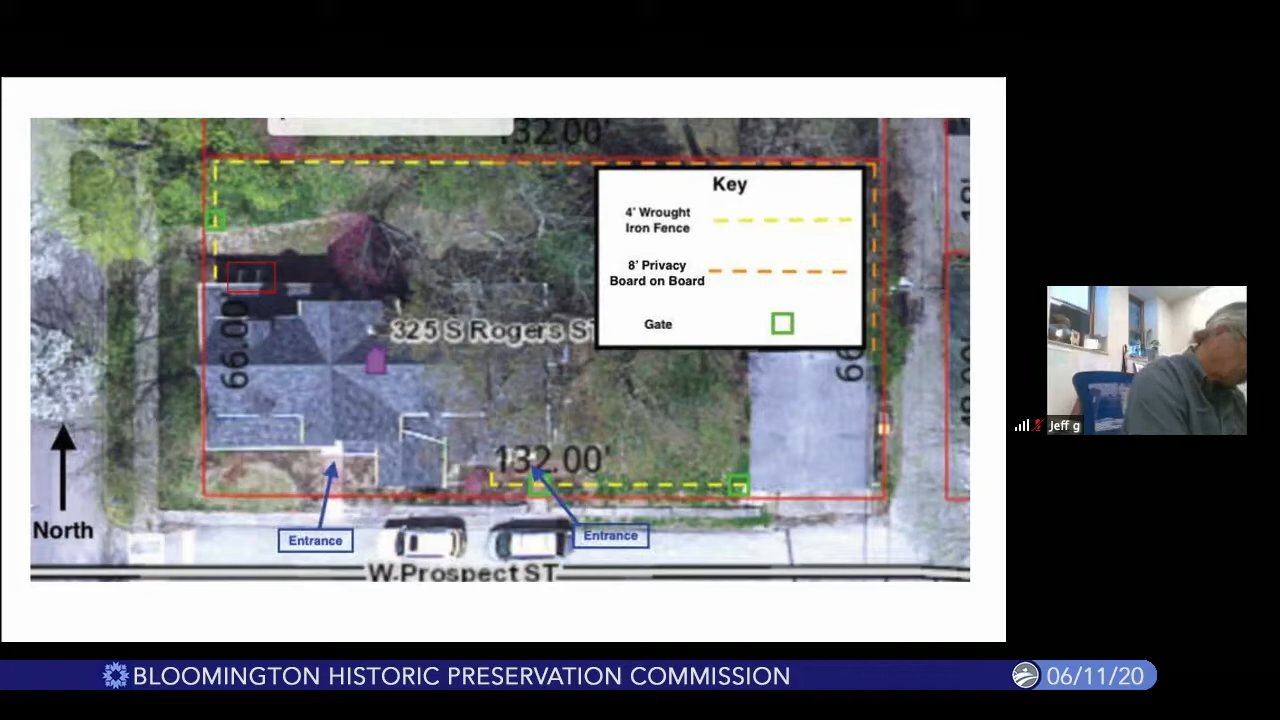 132.00'
Key
4' Wrought
Iron Fence
8' Privacy
Board on Board
Gate
325 S Rogers ST
66.00'
66
132.00'
North
Entrance
Entrance
W Prospect ST
Jeff g
BLOOMINGTON HISTORIC PRESERVATION COMMISSION
06/11/20